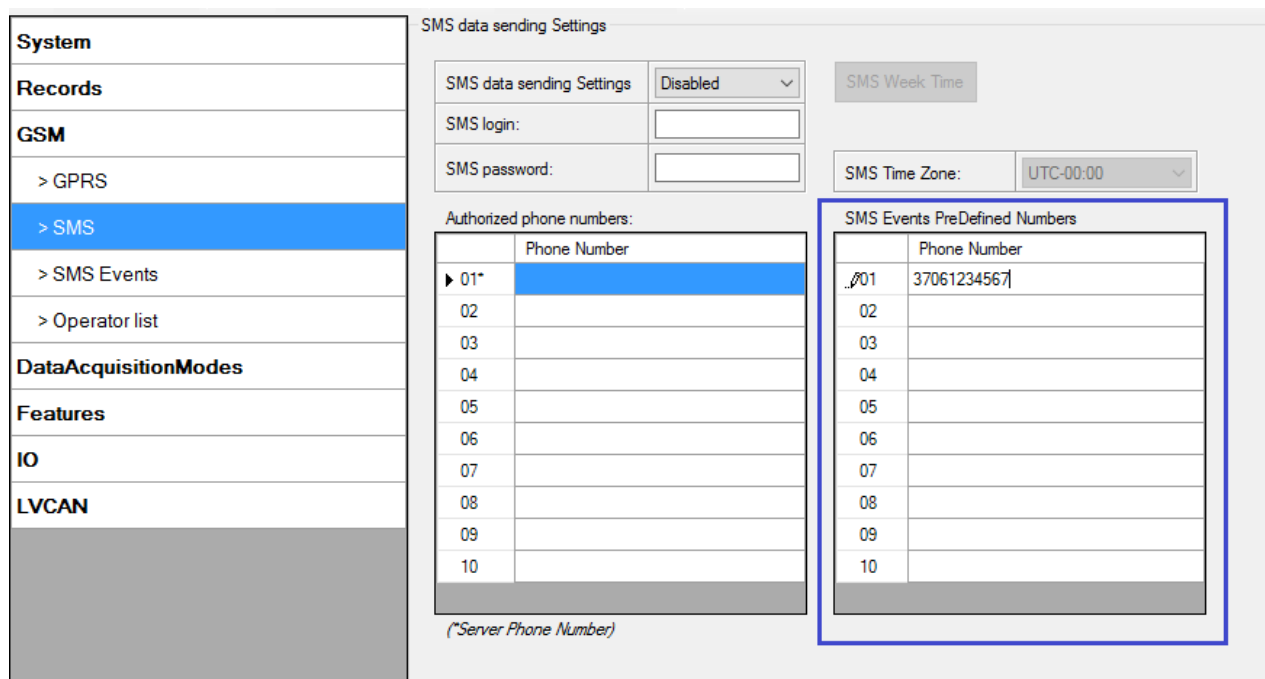 System
Records
GSM
> GPRS
> SMS
> SMS Events
> Operator list
DataAcquisitionModes
Features
IO
LVCAN
SMS data sending Settings
SMS data sending Settings Disabled
SMS login:
SMS password:
SMS Week Time
SMS Time Zone: UTC-00:00
Authorized phone numbers:
Phone Number
01*
02
03
04
05
06
07
08
09
10
(*Server Phone Number)
SMS Events PreDefined Numbers
Phone Number
01 37061234567
02
03
04
05
06
07
08
09
10